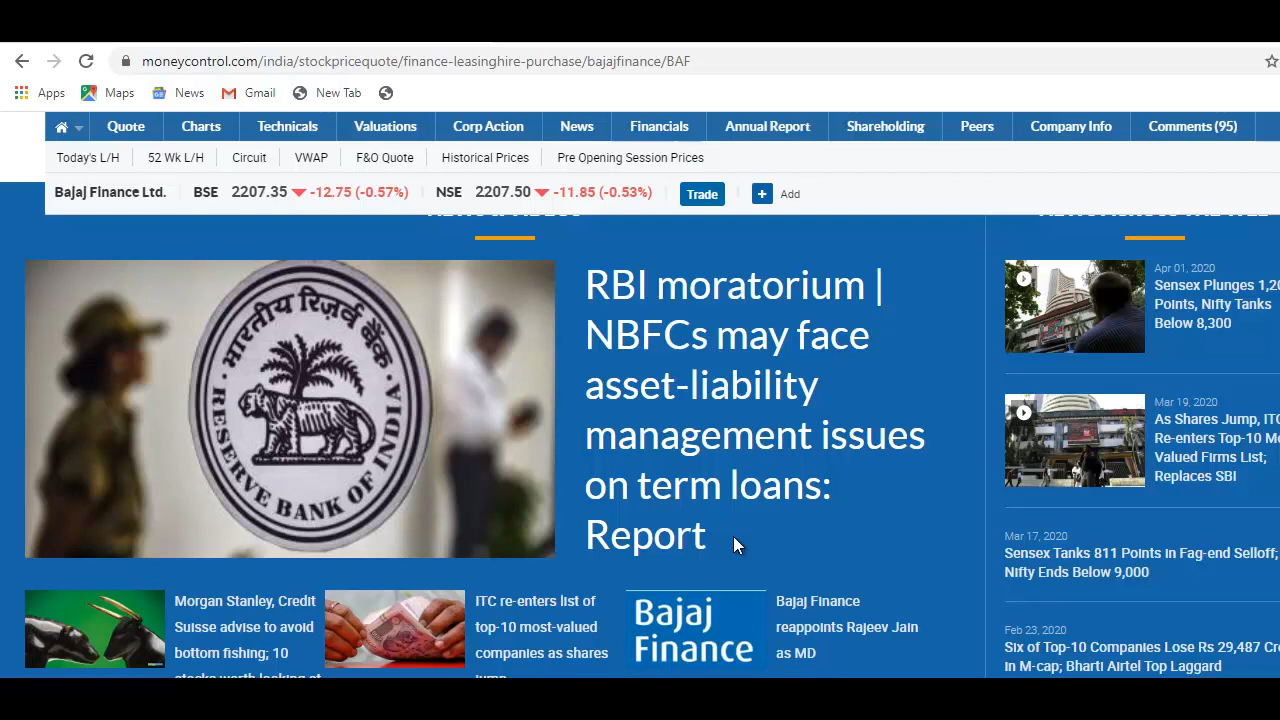 moneycontrol.com/india/stockpricequote/finance-leasinghire-purchase/bajajfinance/BAF
Apps Maps News Gmail New Tab
Quote Charts Technicals Valuations Corp Action News Financials Annual Report Shareholding Peers Company Info Comments (95)
Today's L/H 52 Wk L/H Circuit VWAP F&O Quote Historical Prices Pre Opening Session Prices
Bajaj Finance Ltd. BSE 2207.35 -12.75 (-0.57%) NSE 2207.50 -11.85 (-0.53%) Trade + Add
भारतीय रिज़र्व बैंक
RESERVE BANK OF INDIA
RBI moratorium |
NBFCs may face
asset-liability
management issues
on term loans:
Report
Morgan Stanley, Credit
Suisse advise to avoid
bottom fishing; 10
ITC re-enters list of
top-10 most-valued
companies as shares
Bajaj
Finance
Bajaj Finance
reappoints Rajeev Jain
as MD
Apr 01, 2020
Sensex Plunges 1,20
Points, Nifty Tanks
Below 8,300
Mar 19, 2020
As Shares Jump, ITC
Re-enters Top-10 Mo
Valued Firms List;
Replaces SBI
Mar 17, 2020
Sensex Tanks 811 Points in Fag-end Selloff;
Nifty Ends Below 9,000
Feb 23, 2020
Six of Top-10 Companies Lose Rs 29,487 Cr
in M-cap; Bharti Airtel Top Laggard